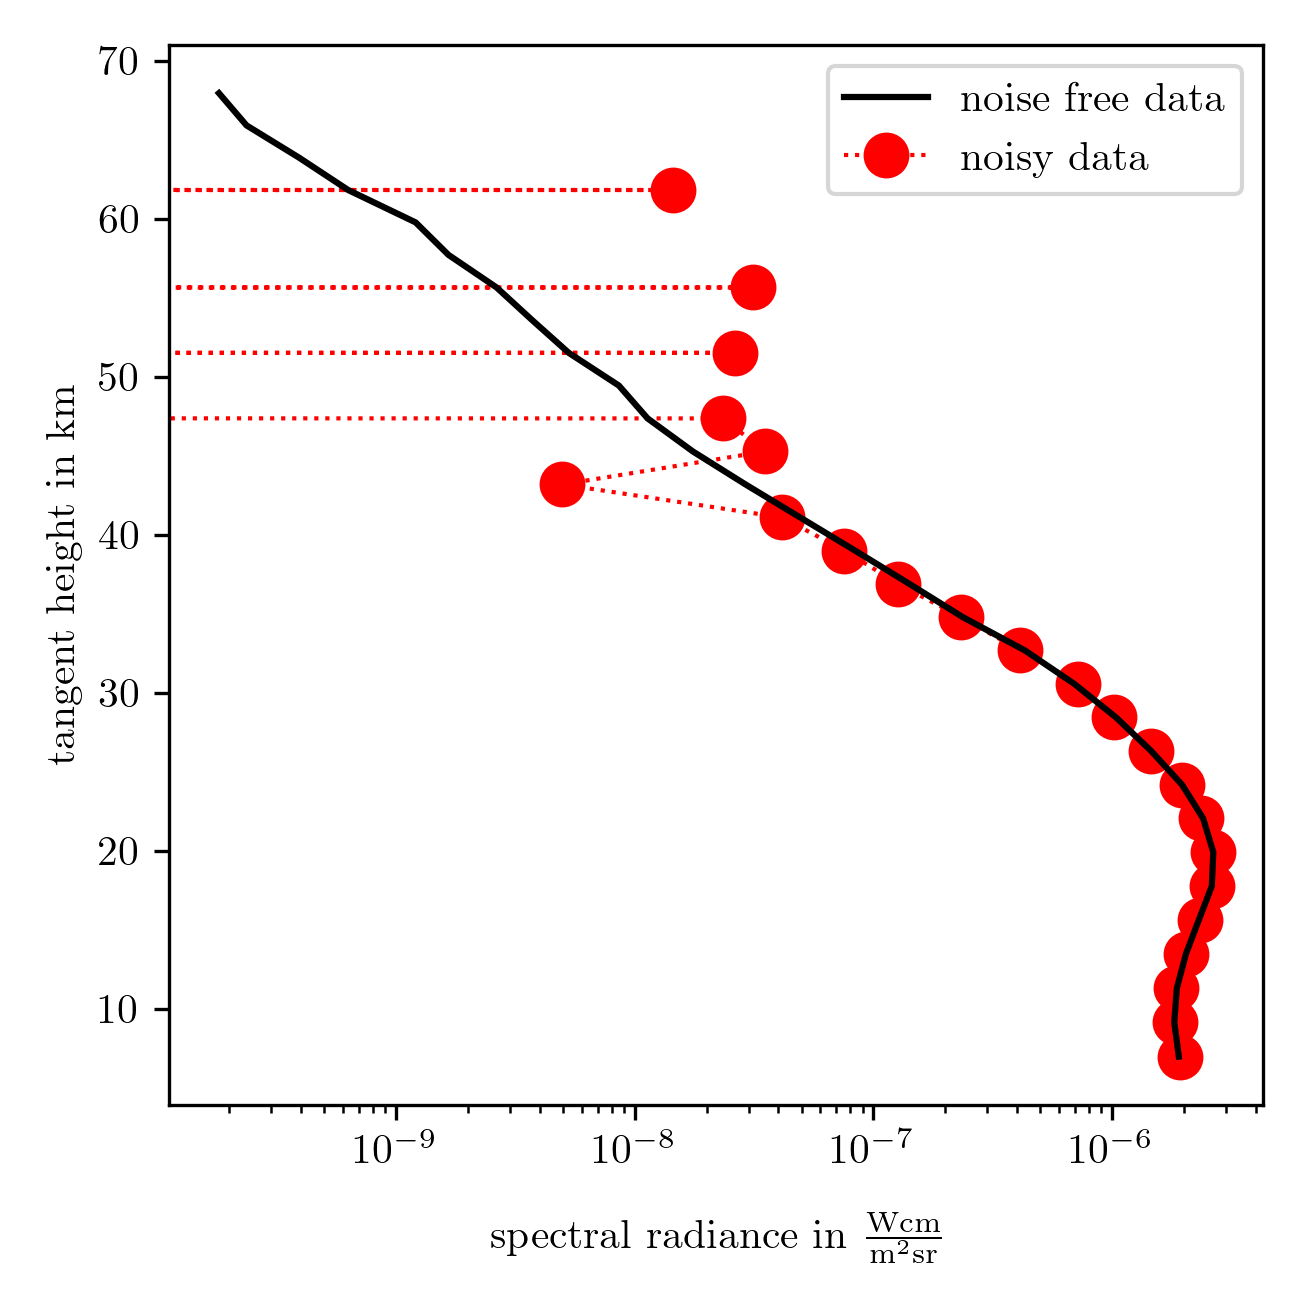 70
60
50
40
30
20
10
tangent height in km
noise free data
noisy data
10⁻⁹ 10⁻⁸ 10⁻⁷ 10⁻⁶
spectral radiance in Wcm/m²sr